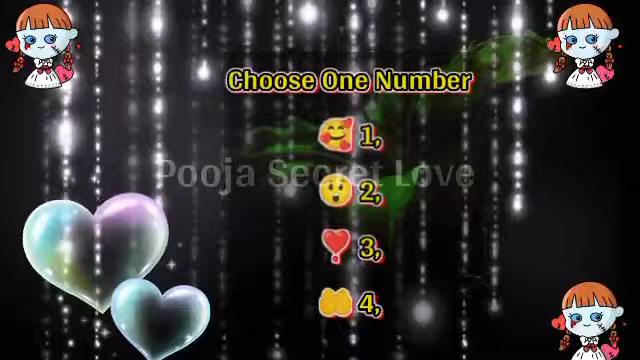 Choose One Number
🥰 1,
Pooja Secret Love
😲 2,
❣️ 3,
🤲 4,